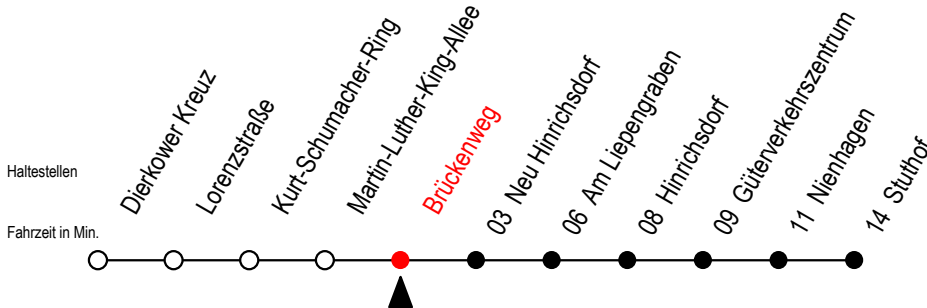 Haltestellen
Fahrzeit in Min.
Dierkower Kreuz
Lorenzstraße
Kurt-Schumacher-Ring
Martin-Luther-King-Allee
Brückenweg
03 Neu Hinrichsdorf
06 Am Liepengraben
08 Hinrichsdorf
09 Güterverkehrszentrum
11 Nienhagen
14 Stuthof